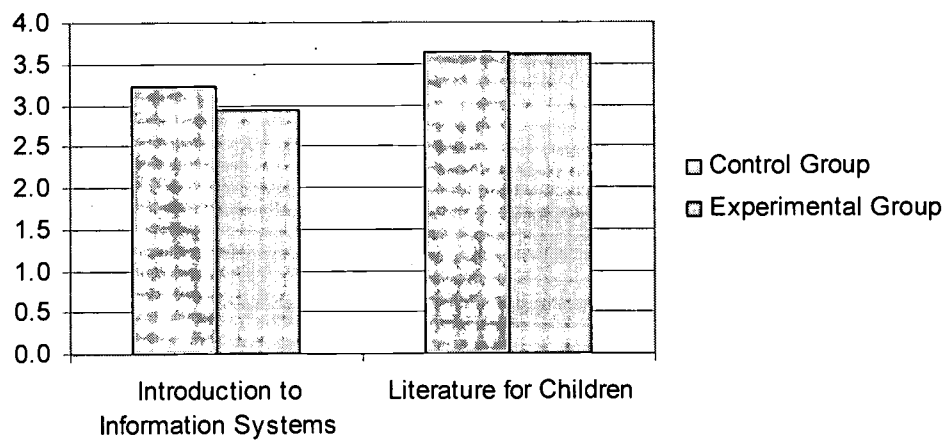 4.0
3.5
3.0
2.5
2.0
1.5
1.0
0.5
0.0
Control Group
Experimental Group
Introduction to
Information Systems
Literature for Children